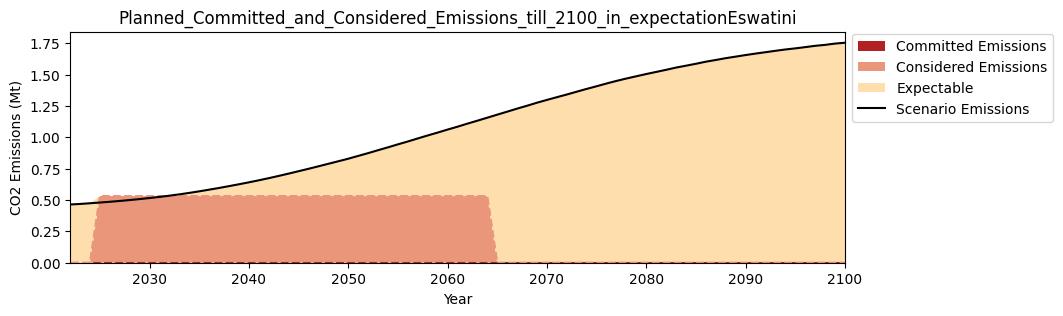 Planned_Committed_and_Considered_Emissions_till_2100_in_expectationEswatini
CO2 Emissions (Mt)
1.75
1.50
1.25
1.00
0.75
0.50
0.25
0.00
2030 2040 2050 2060 2070 2080 2090 2100
Year
Committed Emissions
Considered Emissions
Expectable
Scenario Emissions